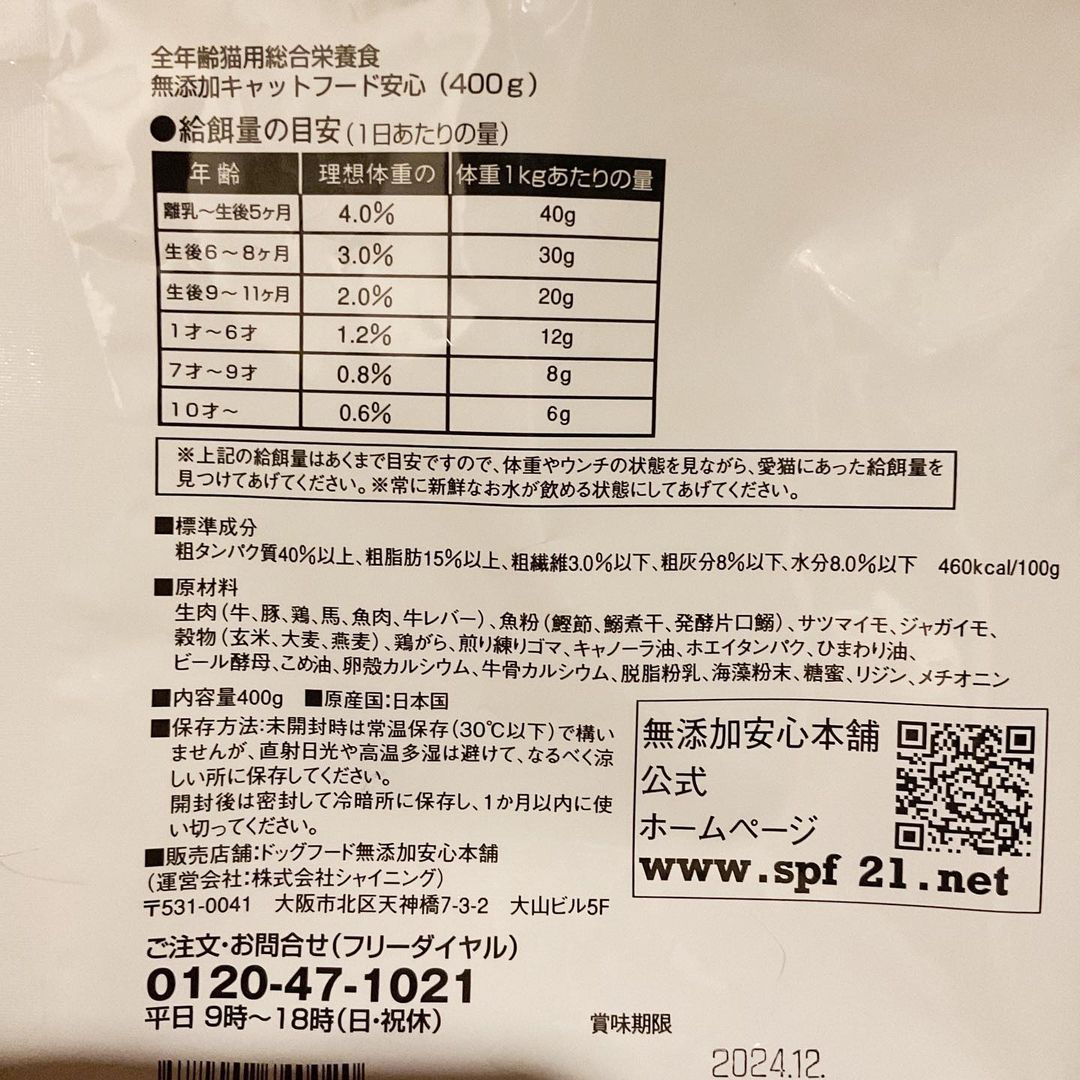 全年齢猫用総合栄養食
無添加キャットフード安心（400ｇ）
●給餌量の目安（1日あたりの量）
年齢 理想体重の 体重1kgあたりの量
離乳～生後5ヶ月 4.0% 40g
生後6～8ヶ月 3.0% 30g
生後9～11ヶ月 2.0% 20g
1才～6才 1.2% 12g
7才～9才 0.8% 8g
10才～ 0.6% 6g
※上記の給餌量はあくまで目安ですので、体重やウンチの状態を見ながら、愛猫にあった給餌量を
見つけてあげてください。※常に新鮮なお水が飲める状態にしてあげてください。
■標準成分
粗タンパク質40%以上、粗脂肪15%以上、粗繊維3.0%以下、粗灰分8%以下、水分8.0%以下 460kcal/100g
■原材料
生肉（牛、豚、鶏、馬、魚肉、牛レバー）、魚粉（鰹節、鰯煮干、発酵片口鰯）、サツマイモ、ジャガイモ、
穀物（玄米、大麦、燕麦）、鶏がら、煎り練りゴマ、キャノーラ油、ホエイタンパク、ひまわり油、
ビール酵母、こめ油、卵殻カルシウム、牛骨カルシウム、脱脂粉乳、海藻粉末、糖蜜、リジン、メチオニン
■内容量400g ■原産国：日本国
■保存方法：未開封時は常温保存（30℃以下）で構い
ませんが、直射日光や高温多湿は避けて、なるべく涼
しい所に保存してください。
開封後は密封して冷暗所に保存し、1か月以内に使
い切ってください。
■販売店舗：ドッグフード無添加安心本舗
（運営会社：株式会社シャイニング）
〒531-0041 大阪市北区天神橋7-3-2 大山ビル5F
無添加安心本舗
公式
ホームページ
www.spf 21.net
ご注文・お問合せ（フリーダイヤル）
0120-47-1021
平日 9時～18時（日・祝休）
賞味期限
2024.12.